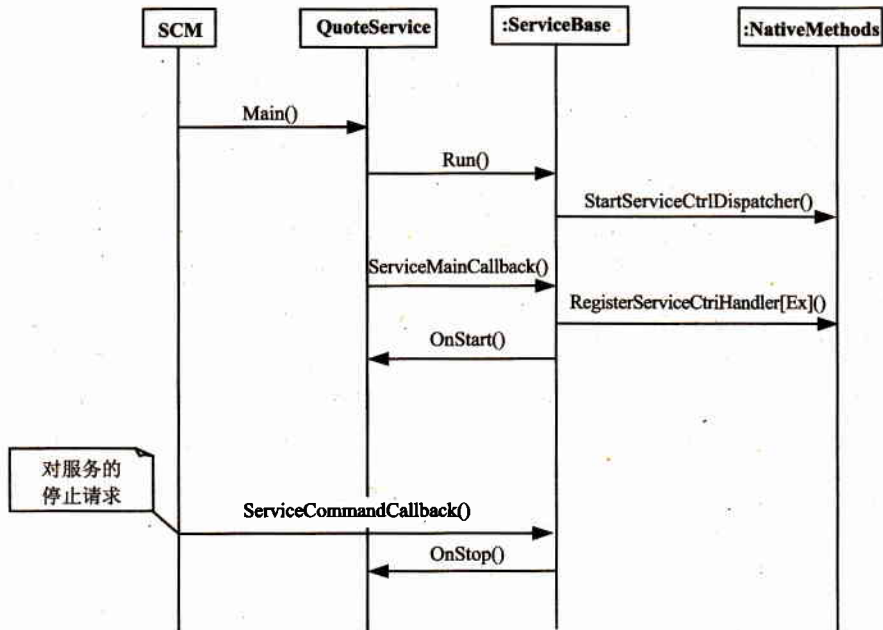 SCM
QuoteService
:ServiceBase
:NativeMethods
Main()
Run()
StartServiceCtrlDispatcher()
ServiceMainCallback()
RegisterServiceCtriHandler[Ex]()
OnStart()
对服务的
停止请求
ServiceCommandCallback()
OnStop()